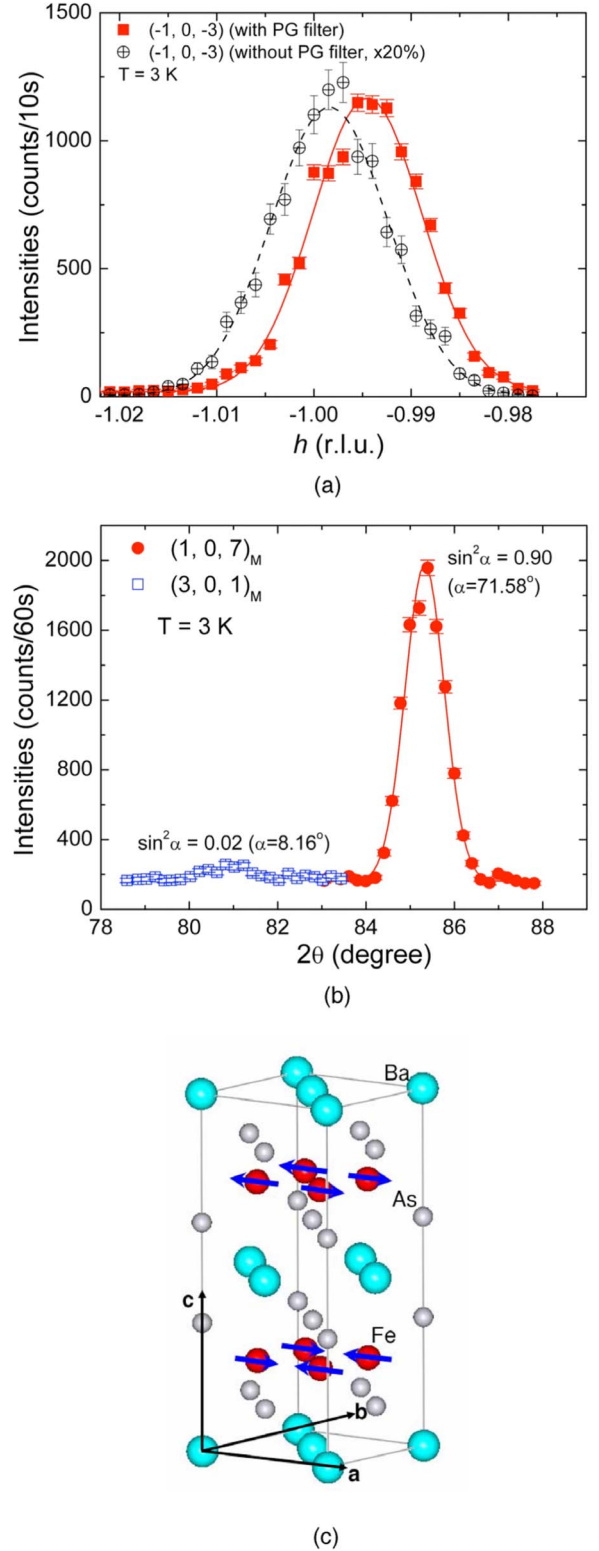 (-1, 0, -3) (with PG filter)
(-1, 0, -3) (without PG filter, x20%)
T = 3 K
Intensities (counts/10s)
1500
1000
500
0
-1.02 -1.01 -1.00 -0.99 -0.98
h (r.l.u.)
(a)
(1, 0, 7)M
(3, 0, 1)M
T = 3 K
sin²α = 0.90
(α=71.58°)
sin²α = 0.02 (α=8.16°)
Intensities (counts/60s)
2000
1600
1200
800
400
0
78 80 82 84 86 88
2θ (degree)
(b)
Ba
As
Fe
c
b
a
(c)